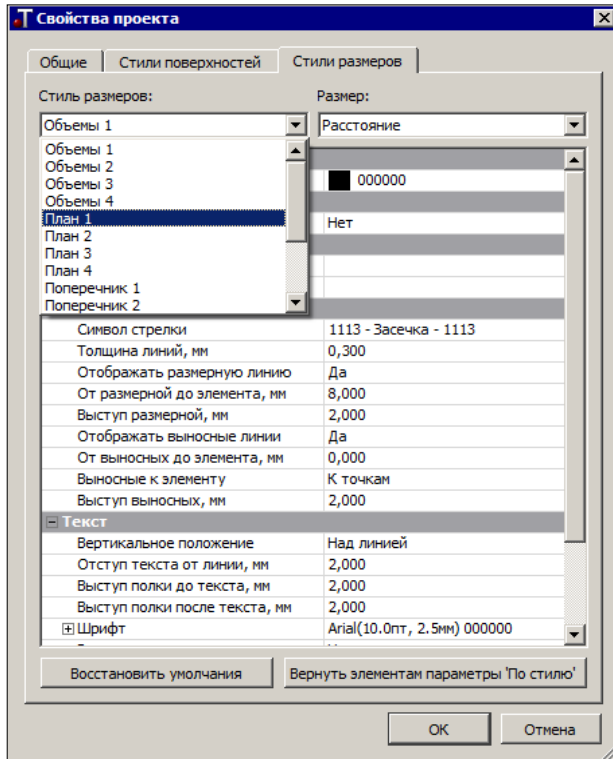 Свойства проекта
Общие Стили поверхностей Стили размеров
Стиль размеров: Размер:
Объемы 1 Расстояние
Объемы 1
Объемы 2
Объемы 3 000000
Объемы 4
План 1 Нет
План 2
План 3
План 4
Поперечник 1
Поперечник 2
Символ стрелки 1113 - Засечка - 1113
Толщина линий, мм 0,300
Отображать размерную линию Да
От размерной до элемента, мм 8,000
Выступ размерной, мм 2,000
Отображать выносные линии Да
От выносных до элемента, мм 0,000
Выносные к элементу К точкам
Выступ выносных, мм 2,000
Текст
Вертикальное положение Над линией
Отступ текста от линии, мм 2,000
Выступ полки до текста, мм 2,000
Выступ полки после текста, мм 2,000
Шрифт Arial(10.0пт, 2.5мм) 000000
Восстановить умолчания Вернуть элементам параметры 'По стилю'
ОК Отмена